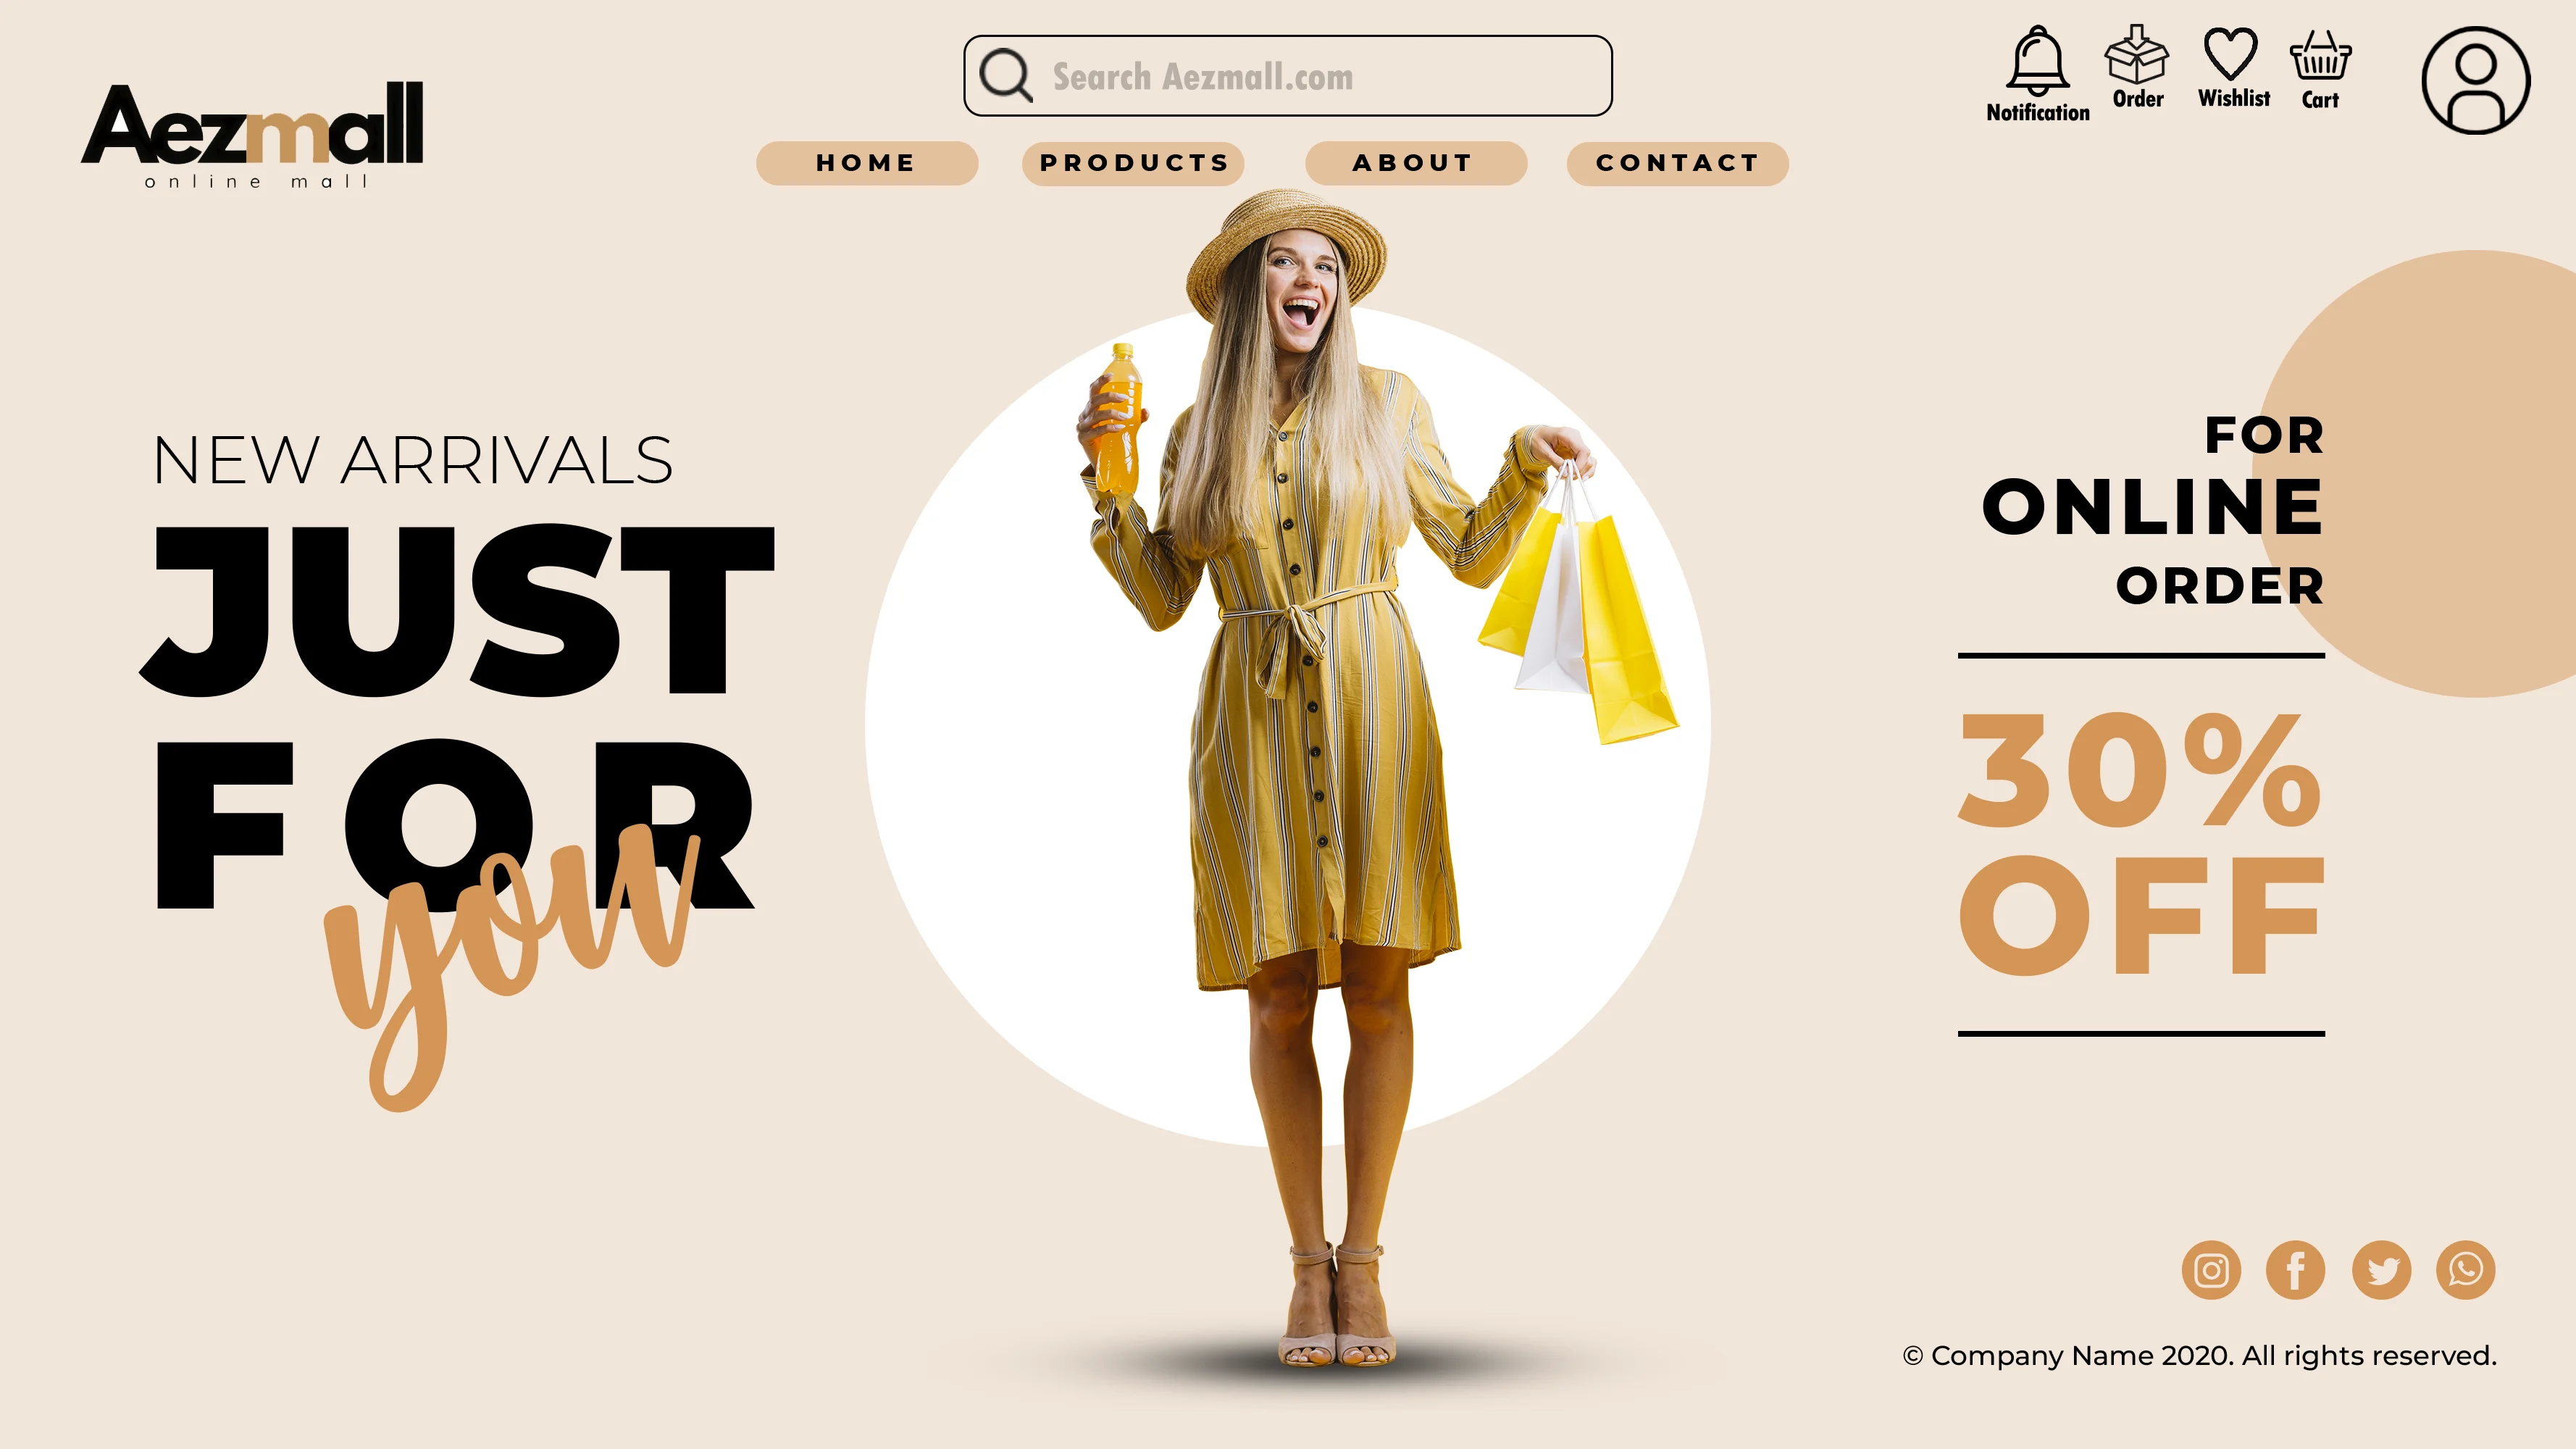 Aezmall
online mall
Search Aezmall.com
Notification
Order
Wishlist
Cart
HOME
PRODUCTS
ABOUT
CONTACT
NEW ARRIVALS
JUST
FOR
you
FOR
ONLINE
ORDER
30%
OFF
© Company Name 2020. All rights reserved.